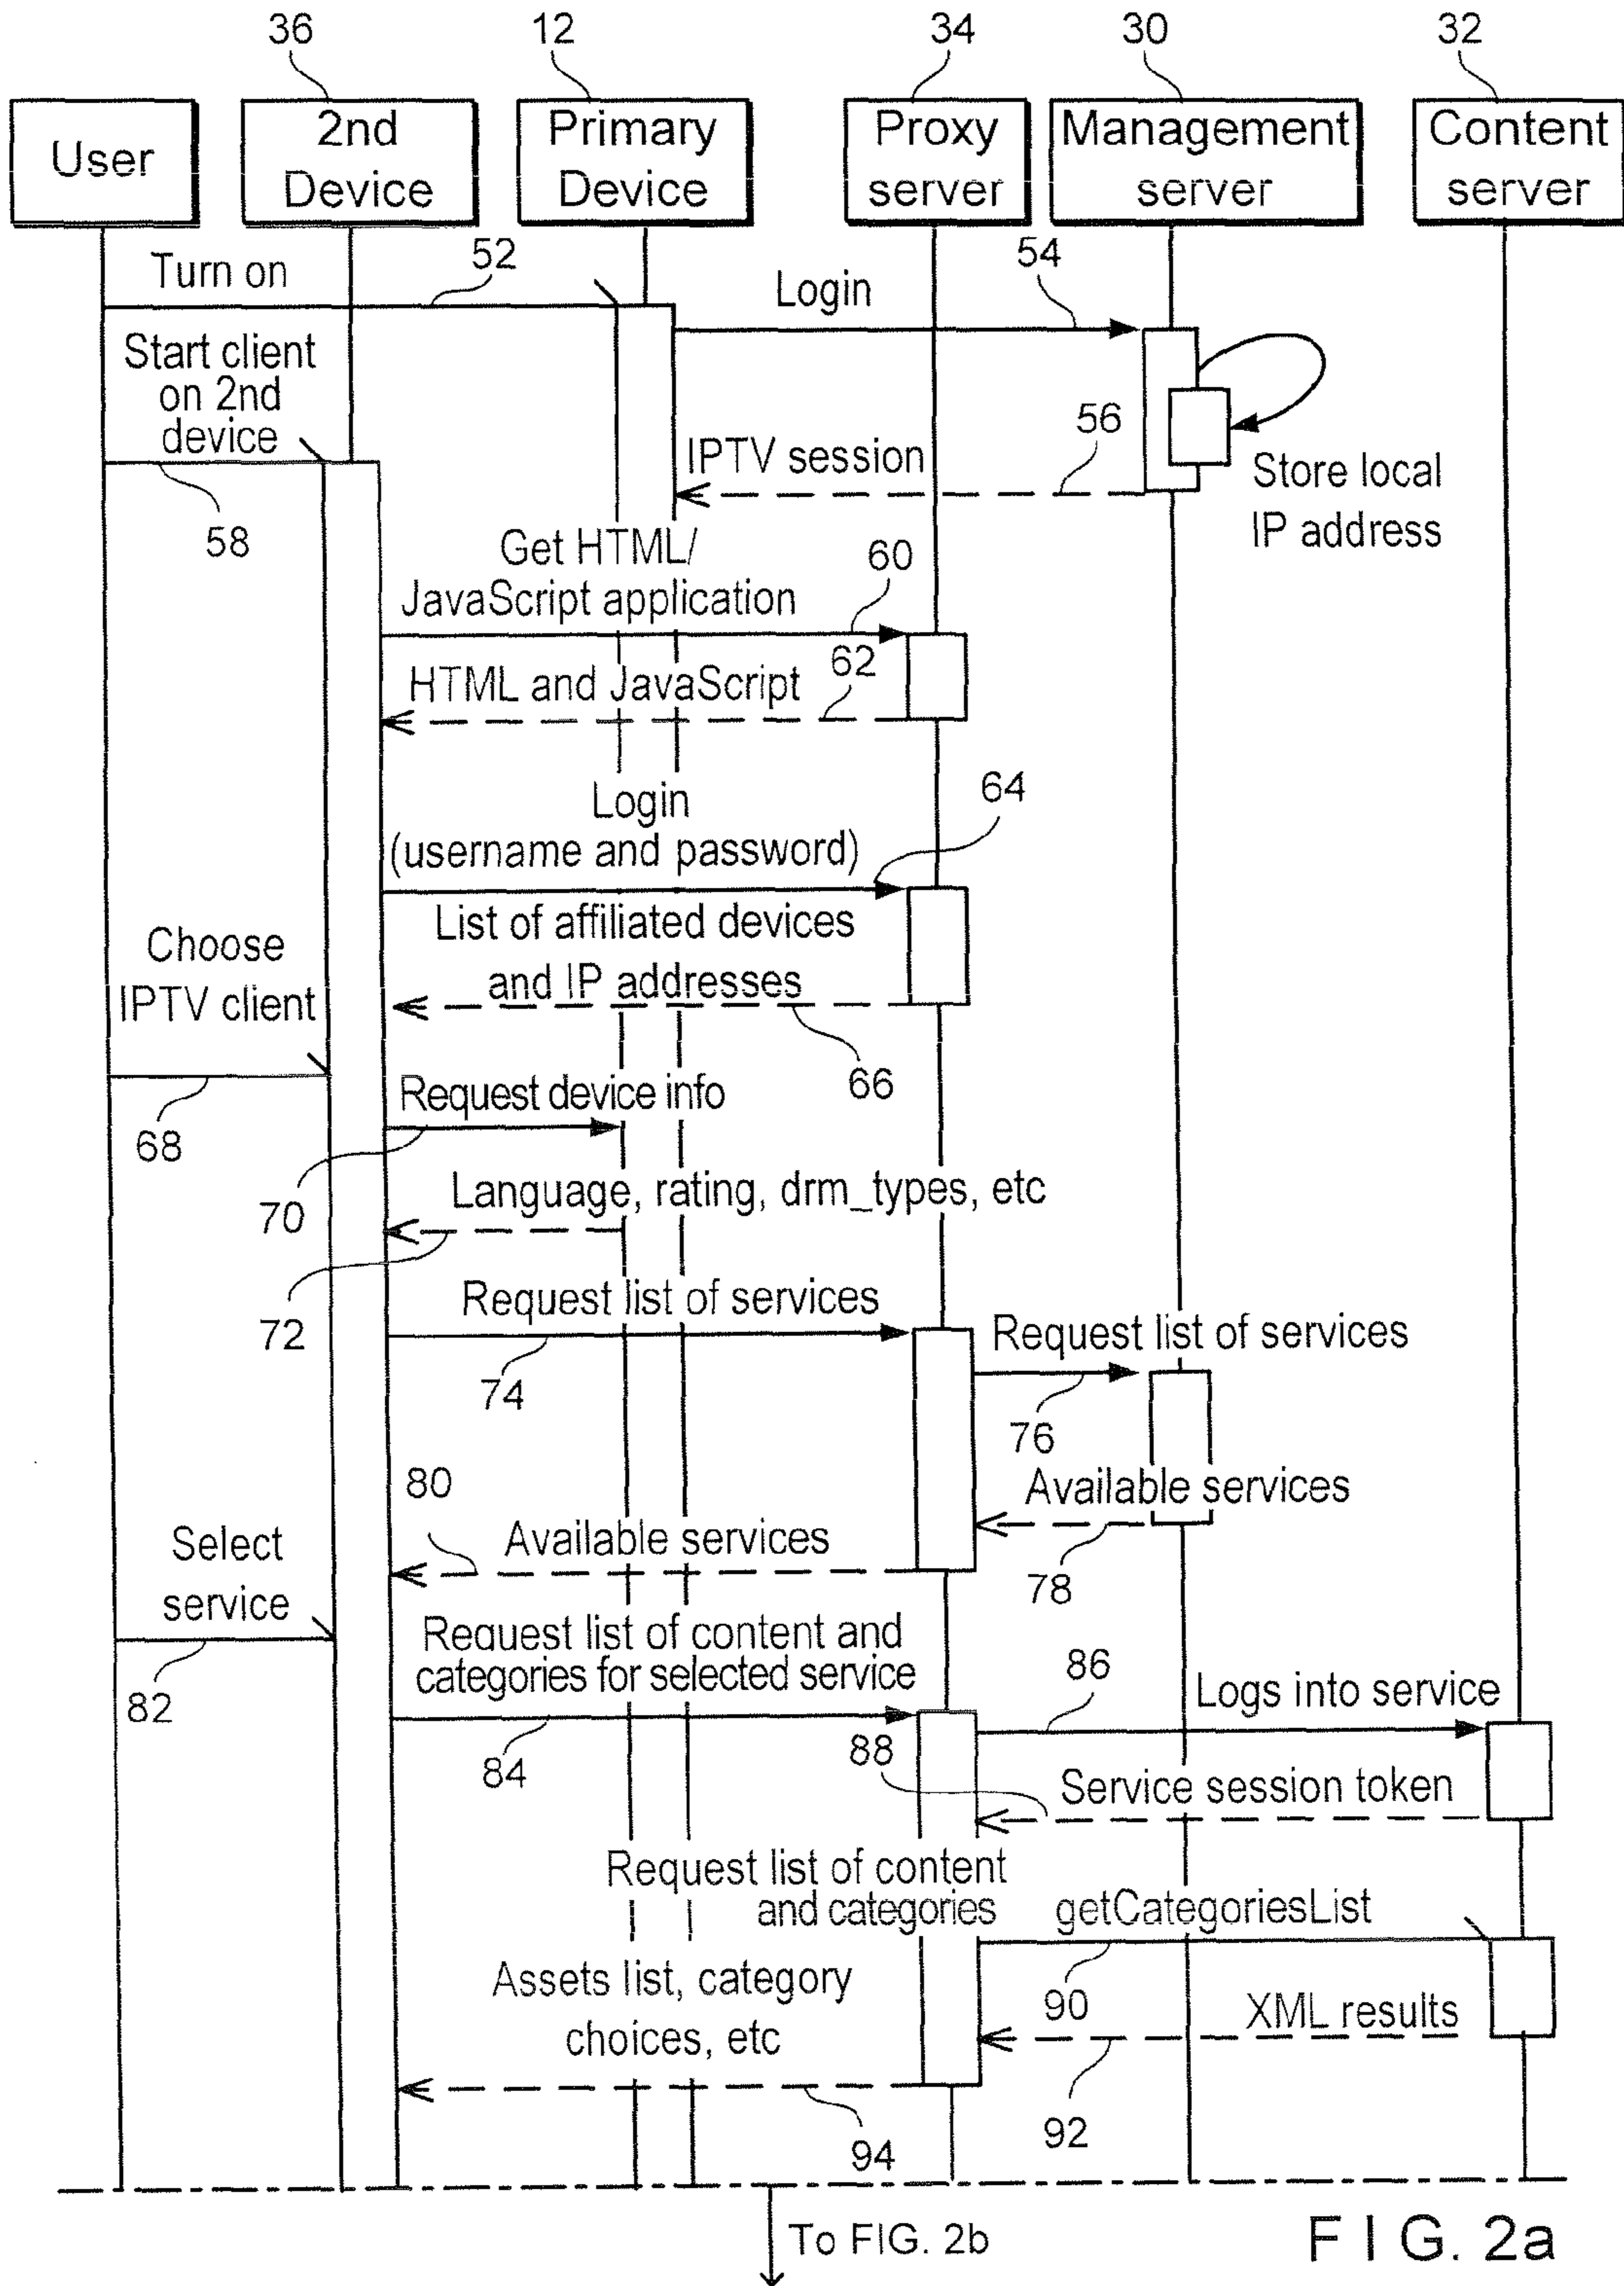 36
12
34
30
32
User
2nd
Device
Primary
Device
Proxy
server
Management
server
Content
server
Turn on
52
Login
54
Start client
on 2nd
device
58
IPTV session
56
Store local
IP address
Get HTML/
JavaScript application
60
HTML and JavaScript
62
Login
(username and password)
64
List of affiliated devices
and IP addresses
66
Choose
IPTV client
68
Request device info
70
Language, rating, drm_types, etc
72
Request list of services
74
Request list of services
76
Available services
78
80
Available services
Select
service
82
Request list of content and
categories for selected service
84
86
Logs into service
88
Service session token
Request list of content
and categories
getCategoriesList
90
XML results
92
Assets list, category
choices, etc
94
To FIG. 2b
FIG. 2a